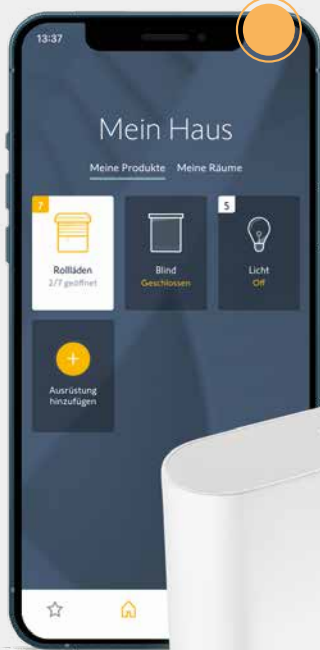 13:37
Mein Haus
Meine Produkte Meine Räume
7
Rollläden
2/7 geöffnet
Blind
Geschlossen
5
Licht
Off
Ausrüstung
hinzufügen